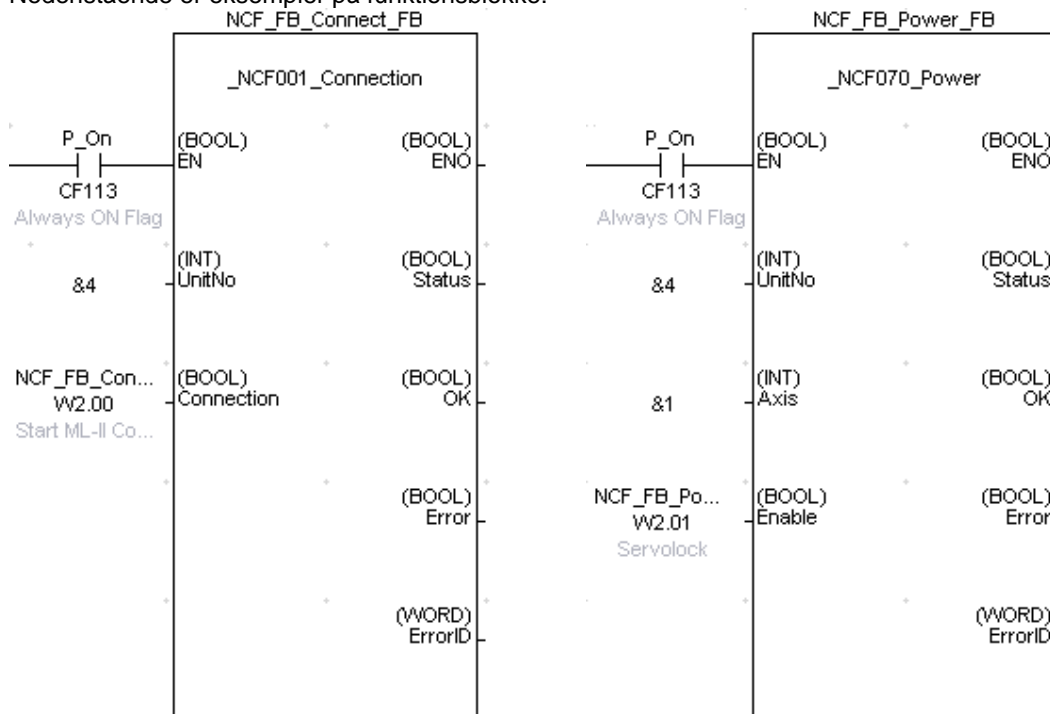 Nedenstående er eksempler på funktionsblokke:
NCF_FB_Connect_FB
_NCF001_Connection
P_On
CF113
Always ON Flag
(BOOL)
EN
(BOOL)
ENO
&4
(INT)
UnitNo
(BOOL)
Status
NCF_FB_Con...
W2.00
Start ML-II Co...
(BOOL)
Connection
(BOOL)
OK
(BOOL)
Error
(WORD)
ErrorID
NCF_FB_Power_FB
_NCF070_Power
P_On
CF113
Always ON Flag
(BOOL)
EN
(BOOL)
ENO
&4
(INT)
UnitNo
(BOOL)
Status
&1
(INT)
Axis
(BOOL)
OK
NCF_FB_Po...
W2.01
Servolock
(BOOL)
Enable
(BOOL)
Error
(WORD)
ErrorID